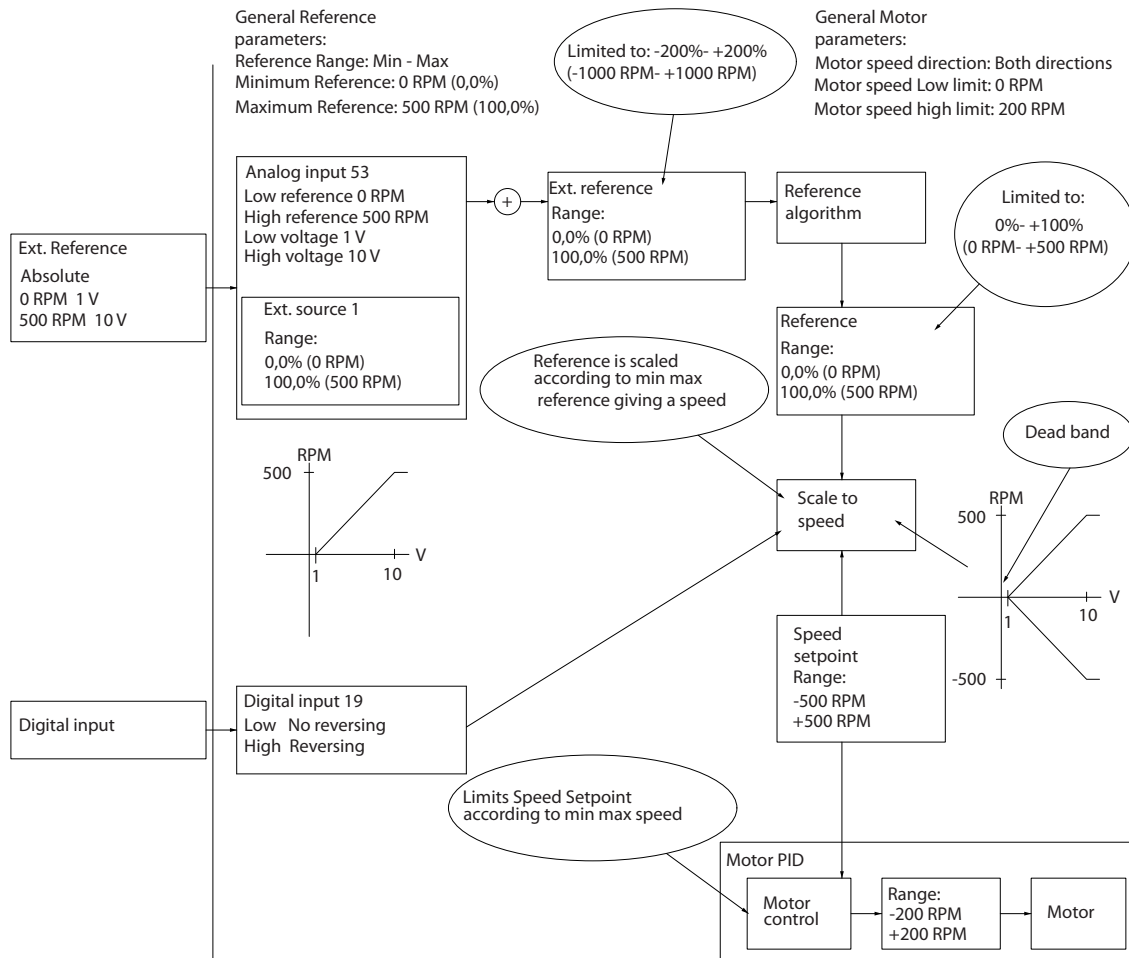 General Reference
parameters:
Reference Range: Min - Max
Minimum Reference: 0 RPM (0,0%)
Maximum Reference: 500 RPM (100,0%)
Limited to: -200%- +200%
(-1000 RPM- +1000 RPM)
General Motor
parameters:
Motor speed direction: Both directions
Motor speed Low limit: 0 RPM
Motor speed high limit: 200 RPM
Ext. Reference
Absolute
0 RPM 1 V
500 RPM 10 V
Analog input 53
Low reference 0 RPM
High reference 500 RPM
Low voltage 1 V
High voltage 10 V
Ext. source 1
Range:
0,0% (0 RPM)
100,0% (500 RPM)
+
Ext. reference
Range:
0,0% (0 RPM)
100,0% (500 RPM)
Reference
algorithm
Limited to:
0%- +100%
(0 RPM- +500 RPM)
Reference
Range:
0,0% (0 RPM)
100,0% (500 RPM)
Reference is scaled
according to min max
reference giving a speed
RPM
500
1
10
V
Scale to
speed
Dead band
RPM
500
V
1
10
-500
Speed
setpoint
Range:
-500 RPM
+500 RPM
Digital input
Digital input 19
Low No reversing
High Reversing
Limits Speed Setpoint
according to min max speed
Motor PID
Motor
control
Range:
-200 RPM
+200 RPM
Motor